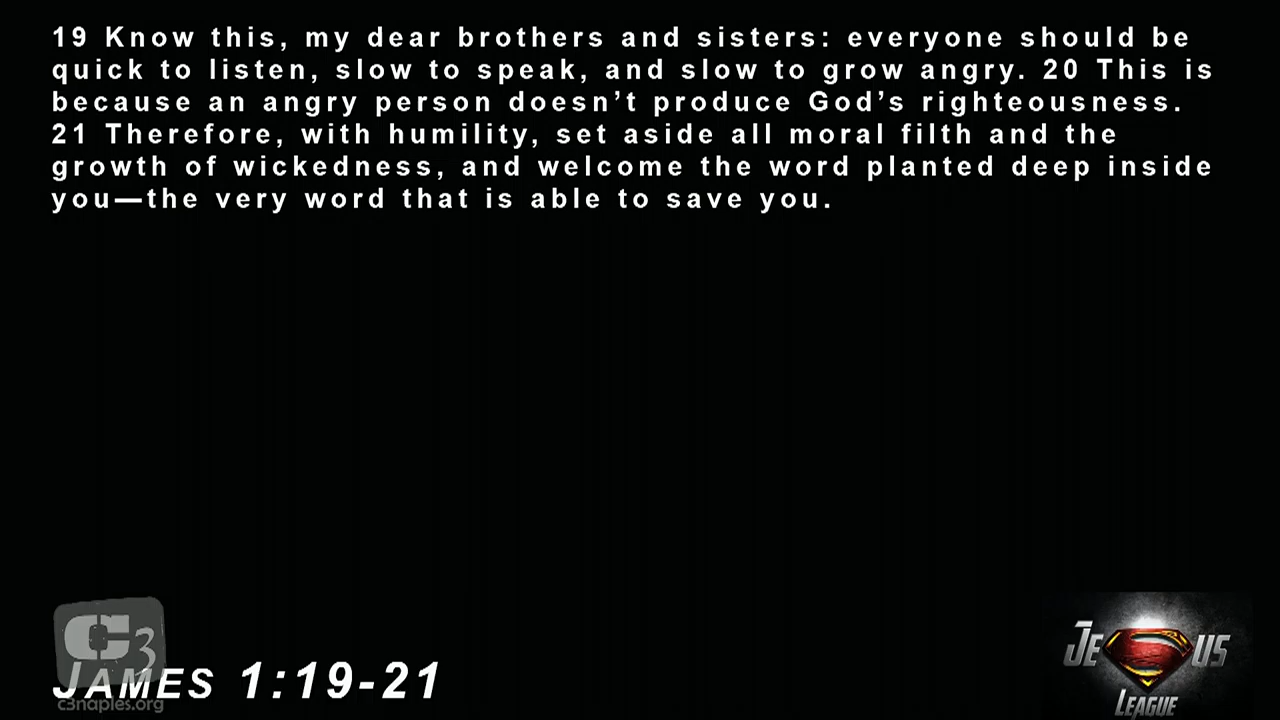 19 Know this, my dear brothers and sisters: everyone should be
quick to listen, slow to speak, and slow to grow angry. 20 This is
because an angry person doesn’t produce God’s righteousness.
21 Therefore, with humility, set aside all moral filth and the
growth of wickedness, and welcome the word planted deep inside
you—the very word that is able to save you.
C3
JAMES 1:19-21
c3naples.org
JESUS
LEAGUE